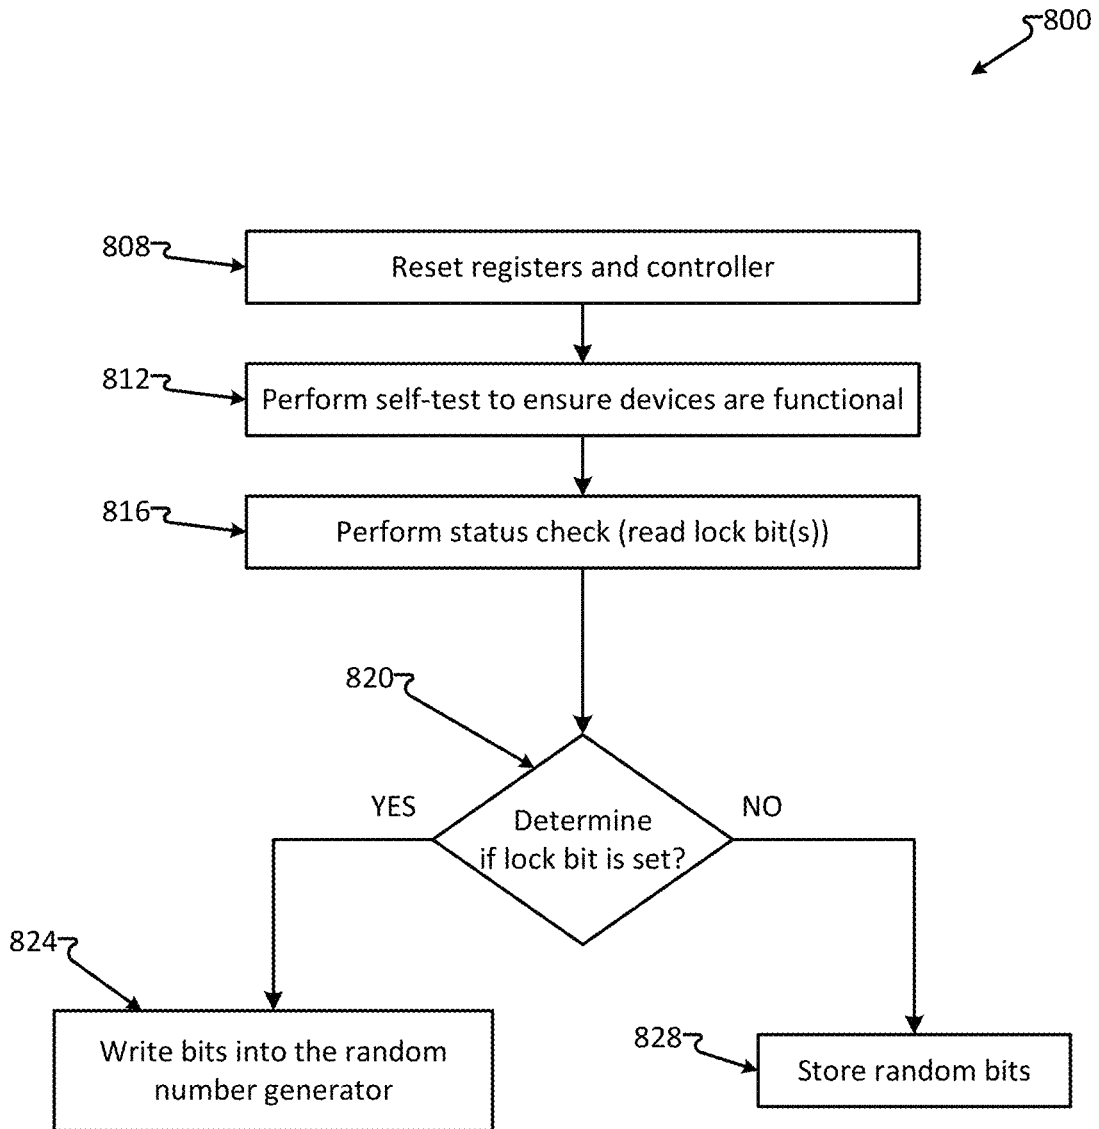 800
808
Reset registers and controller
812
Perform self-test to ensure devices are functional
816
Perform status check (read lock bit(s))
820
YES
NO
Determine
if lock bit is set?
824
Write bits into the random
number generator
828
Store random bits